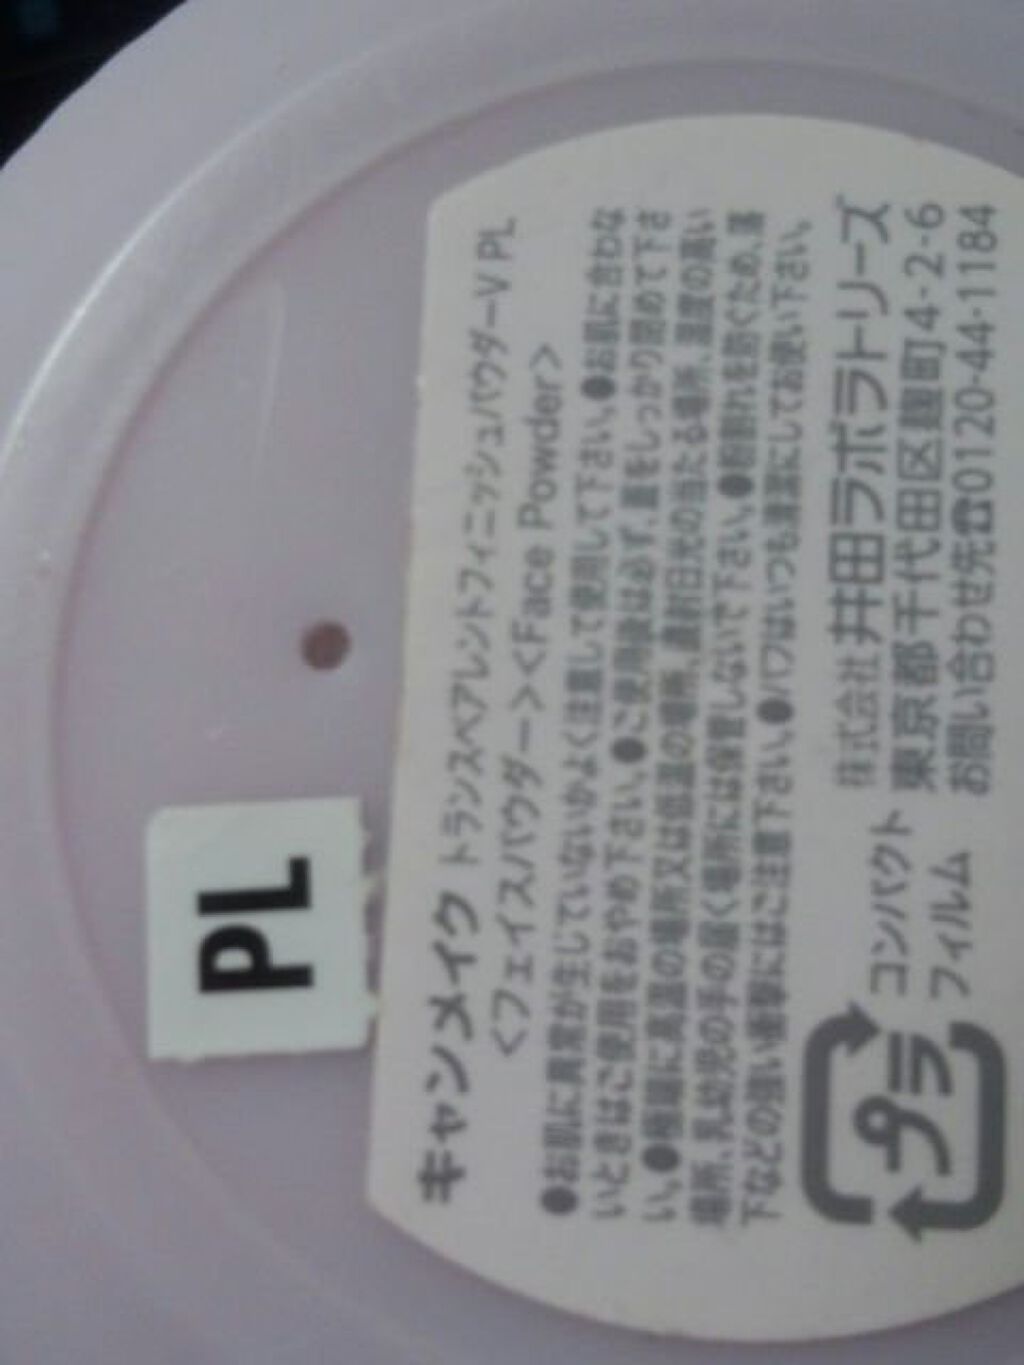 PL
キャンメイク トランスペアレントフィニッシュパウダーV PL
<フェイスパウダー><Face Powder>
●お肌に異常が生じていないかよく注意して使用して下さい。●お肌に合わな
いときはご使用をおやめ下さい。●ご使用後は必ず、蓋をしっかり閉めて下さ
い。●極端に高温の場所又は低温の場所、直射日光の当たる場所、湿度の高い
場所、乳幼児の手の届く場所には保管しないで下さい。●粉割れを防ぐため、落
下などの強い衝撃にはご注意下さい。●パフはいつも清潔にしてお使い下さい。
プラ
コンパクト
フィルム
株式会社 井田ラボラトリーズ
東京都千代田区麹町4-2-6
お問い合わせ先☎0120-44-1184